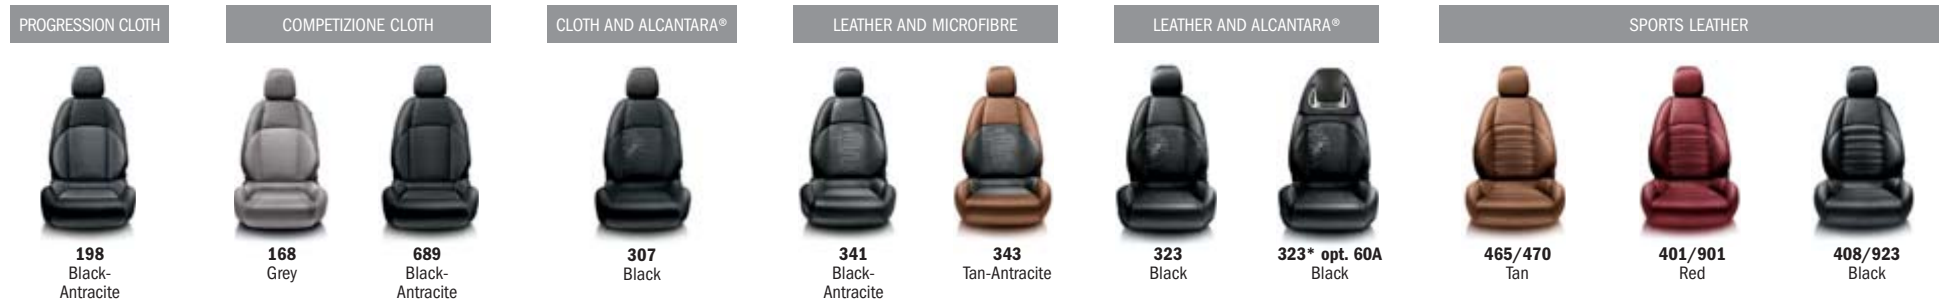 PROGRESSION CLOTH
COMPETIZIONE CLOTH
CLOTH AND ALCANTARA®
LEATHER AND MICROFIBRE
LEATHER AND ALCANTARA®
SPORTS LEATHER
198
Black-
Antracite
168
Grey
689
Black-
Antracite
307
Black
341
Black-
Antracite
343
Tan-Antracite
323
Black
323* opt. 60A
Black
465/470
Tan
401/901
Red
408/923
Black